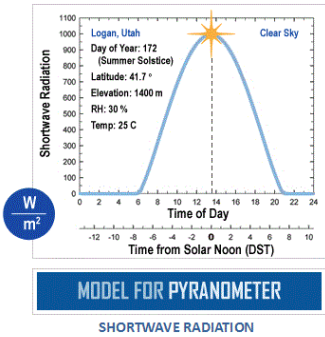 1100
1000
900
800
700
600
500
400
300
200
100
0
Shortwave Radiation
Logan, Utah
Clear Sky
Day of Year: 172
(Summer Solstice)
Latitude: 41.7 °
Elevation: 1400 m
RH: 30 %
Temp: 25 C
W
m²
0 2 4 6 8 10 12 14 16 18 20 22 24
Time of Day
-12 -10 -8 -6 -4 -2 0 2 4 6 8 10
Time from Solar Noon (DST)
MODEL FOR PYRANOMETER
SHORTWAVE RADIATION